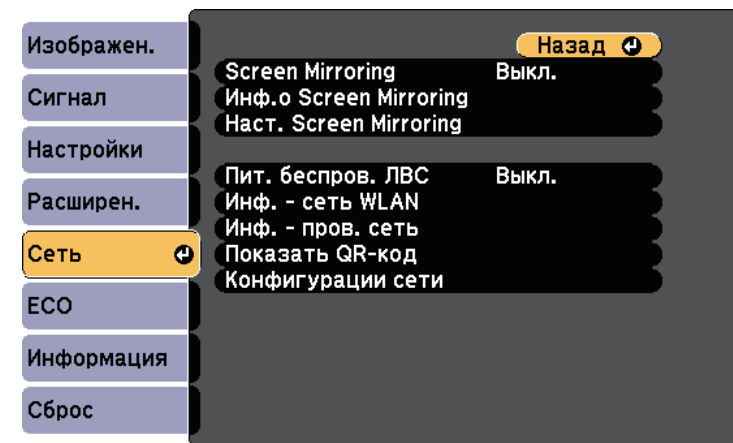 Изображен.
Сигнал
Настройки
Расширен.
Сеть
ECO
Информация
Сброс
Назад
Screen Mirroring Выкл.
Инф.о Screen Mirroring
Наст. Screen Mirroring
Пит. беспров. ЛВС Выкл.
Инф. - сеть WLAN
Инф. - пров. сеть
Показать QR-код
Конфигурации сети